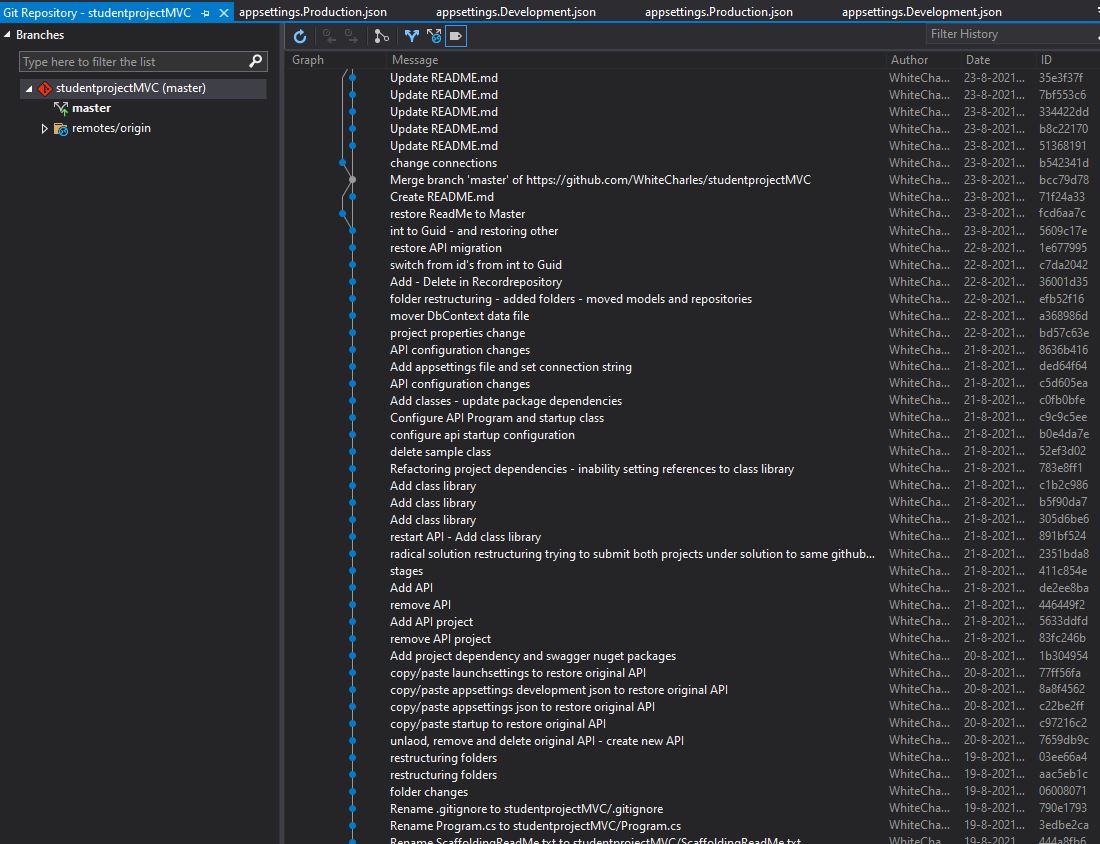 Git Repository - studentprojectMVC appsettings.Production.json appsettings.Development.json appsettings.Production.json appsettings.Development.json
Branches
Filter History
Type here to filter the list
studentprojectMVC (master)
master
remotes/origin
Graph Message Author Date ID
Update README.md WhiteCha... 23-8-2021... 35e3f37f
Update README.md WhiteCha... 23-8-2021... 7bf553c6
Update README.md WhiteCha... 23-8-2021... 334422dd
Update README.md WhiteCha... 23-8-2021... b8c22170
Update README.md WhiteCha... 23-8-2021... 51368191
change connections WhiteCha... 23-8-2021... b542341d
Merge branch 'master' of https://github.com/WhiteCharles/studentprojectMVC WhiteCha... 23-8-2021... bcc79d78
Create README.md WhiteCha... 23-8-2021... 71f24a33
restore ReadMe to Master WhiteCha... 23-8-2021... fcd6aa7c
int to Guid - and restoring other WhiteCha... 23-8-2021... 5609c17e
restore API migration WhiteCha... 22-8-2021... 1e677995
switch from id's from int to Guid WhiteCha... 22-8-2021... c7da2042
Add - Delete in Recordrepository WhiteCha... 22-8-2021... 36001d35
folder restructuring - added folders - moved models and repositories WhiteCha... 22-8-2021... efb52f16
mover DbContext data file WhiteCha... 22-8-2021... a368986d
project properties change WhiteCha... 22-8-2021... bd57c63e
API configuration changes WhiteCha... 21-8-2021... 8636b416
Add appsettings file and set connection string WhiteCha... 21-8-2021... ded64f64
API configuration changes WhiteCha... 21-8-2021... c5d605ea
Add classes - update package dependencies WhiteCha... 21-8-2021... c0fb0bfe
Configure API Program and startup class WhiteCha... 21-8-2021... c9c9c5ee
configure api startup configuration WhiteCha... 21-8-2021... b0e4da7e
delete sample class WhiteCha... 21-8-2021... 52ef3d02
Refactoring project dependencies - inability setting references to class library WhiteCha... 21-8-2021... 783e8ff1
Add class library WhiteCha... 21-8-2021... c1b2c986
Add class library WhiteCha... 21-8-2021... b5f90da7
Add class library WhiteCha... 21-8-2021... 305d6be6
restart API - Add class library WhiteCha... 21-8-2021... 891bf524
radical solution restructuring trying to submit both projects under solution to same github... WhiteCha... 21-8-2021... 2351bda8
stages WhiteCha... 21-8-2021... 411c854e
Add API WhiteCha... 21-8-2021... de2ee8ba
remove API WhiteCha... 21-8-2021... 446449f2
Add API project WhiteCha... 21-8-2021... 5633ddfd
remove API project WhiteCha... 21-8-2021... 83fc246b
Add project dependency and swagger nuget packages WhiteCha... 20-8-2021... 1b304954
copy/paste launchsettings to restore original API WhiteCha... 20-8-2021... 77ff56fa
copy/paste appsettings development json to restore original API WhiteCha... 20-8-2021... 8a8f4562
copy/paste appsettings json to restore original API WhiteCha... 20-8-2021... c22be2ff
copy/paste startup to restore original API WhiteCha... 20-8-2021... c97216c2
unlaod, remove and delete original API - create new API WhiteCha... 20-8-2021... 7659db9c
restructuring folders WhiteCha... 19-8-2021... 03ee66a4
restructuring folders WhiteCha... 19-8-2021... aac5eb1c
folder changes WhiteCha... 19-8-2021... 06008071
Rename .gitignore to studentprojectMVC/.gitignore WhiteCha... 19-8-2021... 790e1793
Rename Program.cs to studentprojectMVC/Program.cs WhiteCha... 19-8-2021... 3edbe2ca
Rename ScaffoldingReadMe.txt to studentprojectMVC/ScaffoldingReadMe.txt WhiteCha... 19-8-2021... 444a8fb6